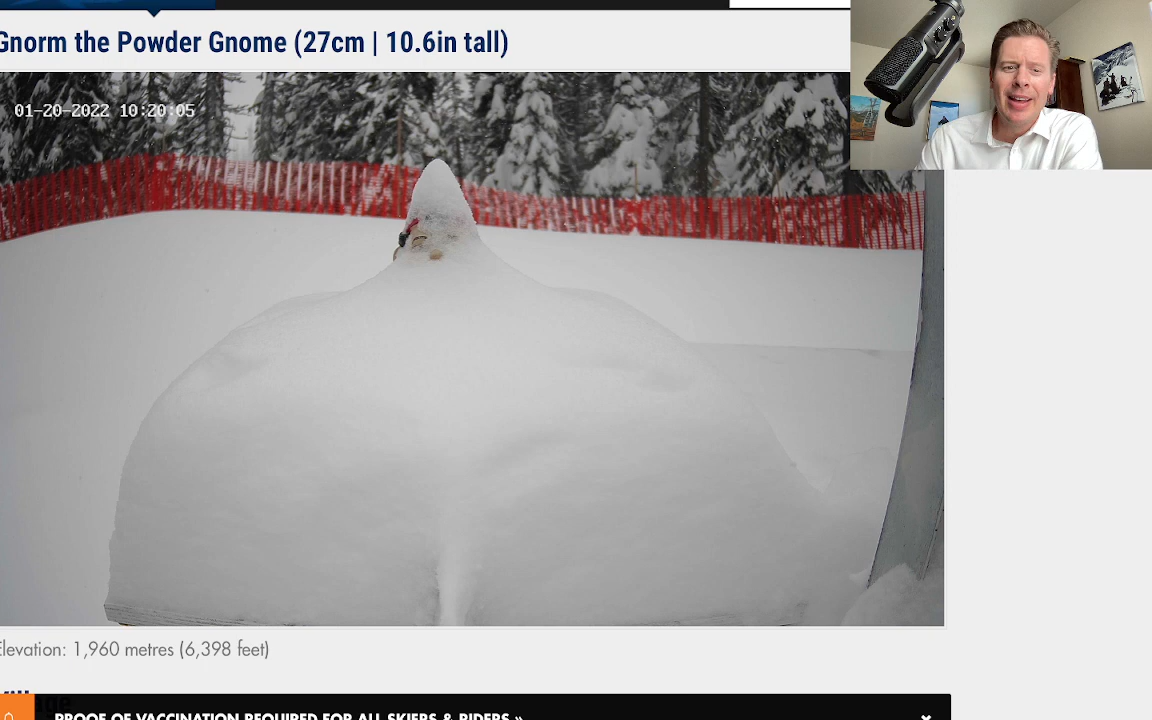 Gnorm the Powder Gnome (27cm | 10.6in tall)
01-20-2022 10:20:05
Elevation: 1,960 metres (6,398 feet)
Village
PROOF OF VACCINATION REQUIRED FOR ALL SKIERS & RIDERS »